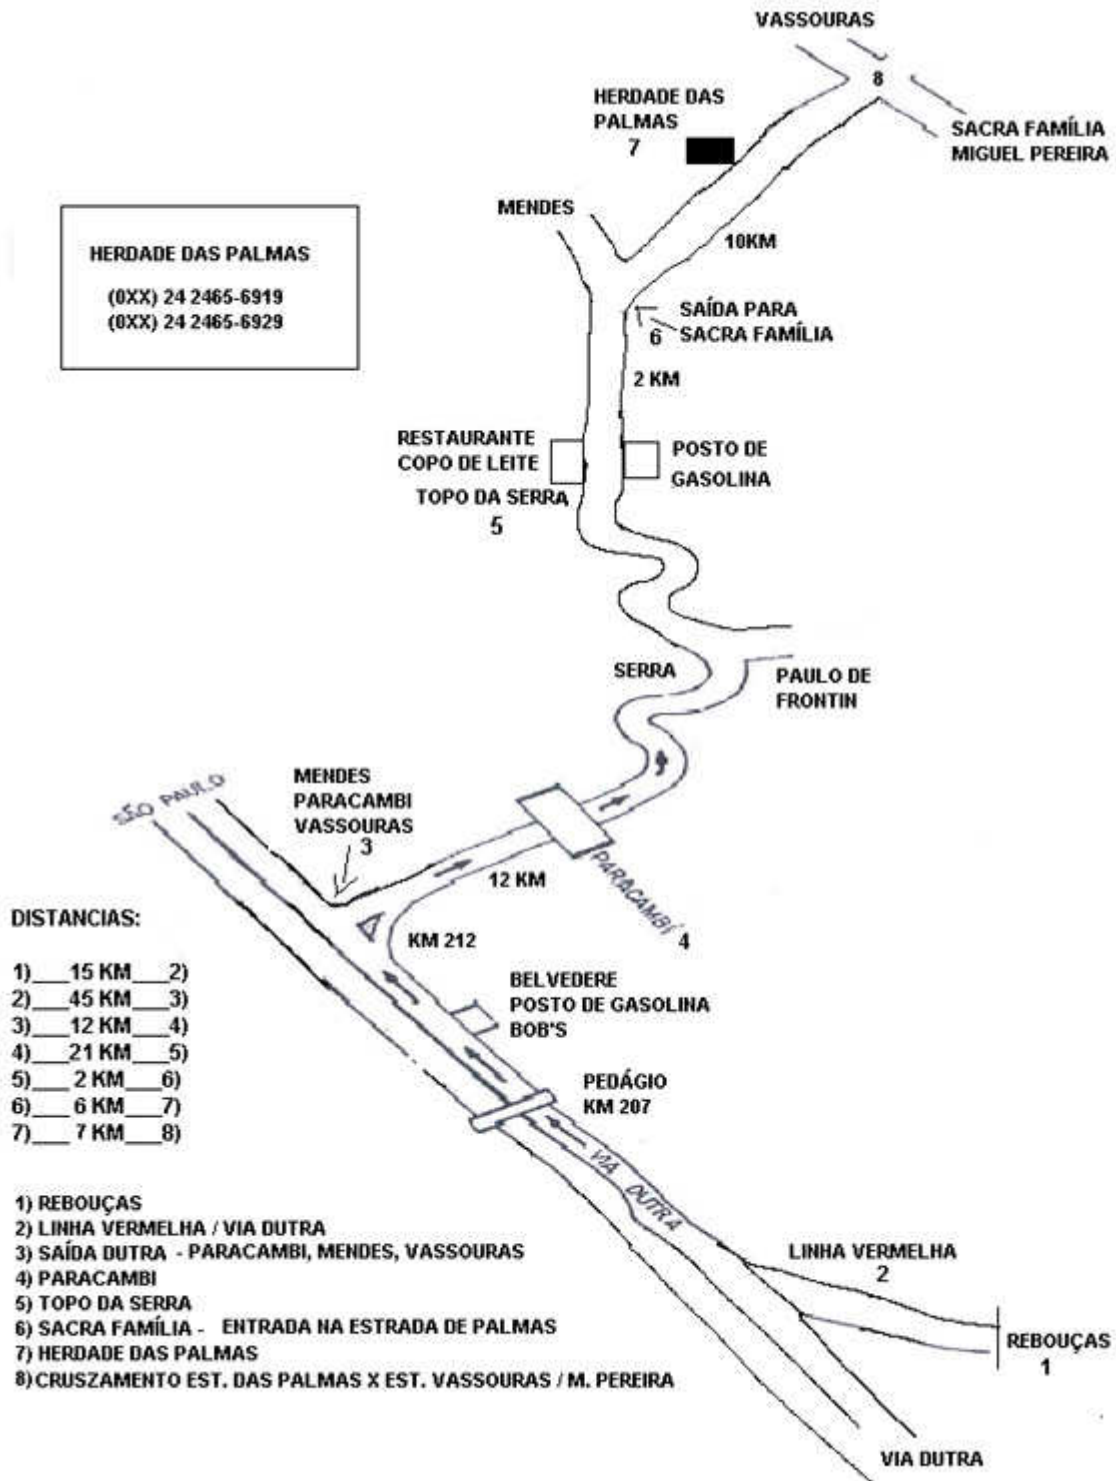 VASSOURAS
8
HERDADE DAS
PALMAS
7
SACRA FAMÍLIA
MIGUEL PEREIRA
MENDES
10KM
HERDADE DAS PALMAS
(0XX) 24 2465-6919
(0XX) 24 2465-6929
SAÍDA PARA
SACRA FAMÍLIA
6
2 KM
RESTAURANTE
COPO DE LEITE
TOPO DA SERRA
5
POSTO DE
GASOLINA
SERRA
PAULO DE
FRONTIN
SÃO PAULO
MENDES
PARACAMBI
VASSOURAS
3
12 KM
PARACAMBÍ
4
KM 212
BELVEDERE
POSTO DE GASOLINA
BOB'S
PEDÁGIO
KM 207
VIA
DUTRA
LINHA VERMELHA
2
REBOUÇAS
1
VIA DUTRA
DISTANCIAS:
1)___15 KM___2)
2)___45 KM___3)
3)___12 KM___4)
4)___21 KM___5)
5)___ 2 KM___6)
6)___ 6 KM___7)
7)___ 7 KM___8)
1) REBOUÇAS
2) LINHA VERMELHA / VIA DUTRA
3) SAÍDA DUTRA - PARACAMBI, MENDES, VASSOURAS
4) PARACAMBI
5) TOPO DA SERRA
6) SACRA FAMÍLIA - ENTRADA NA ESTRADA DE PALMAS
7) HERDADE DAS PALMAS
8) CRUSZAMENTO EST. DAS PALMAS X EST. VASSOURAS / M. PEREIRA